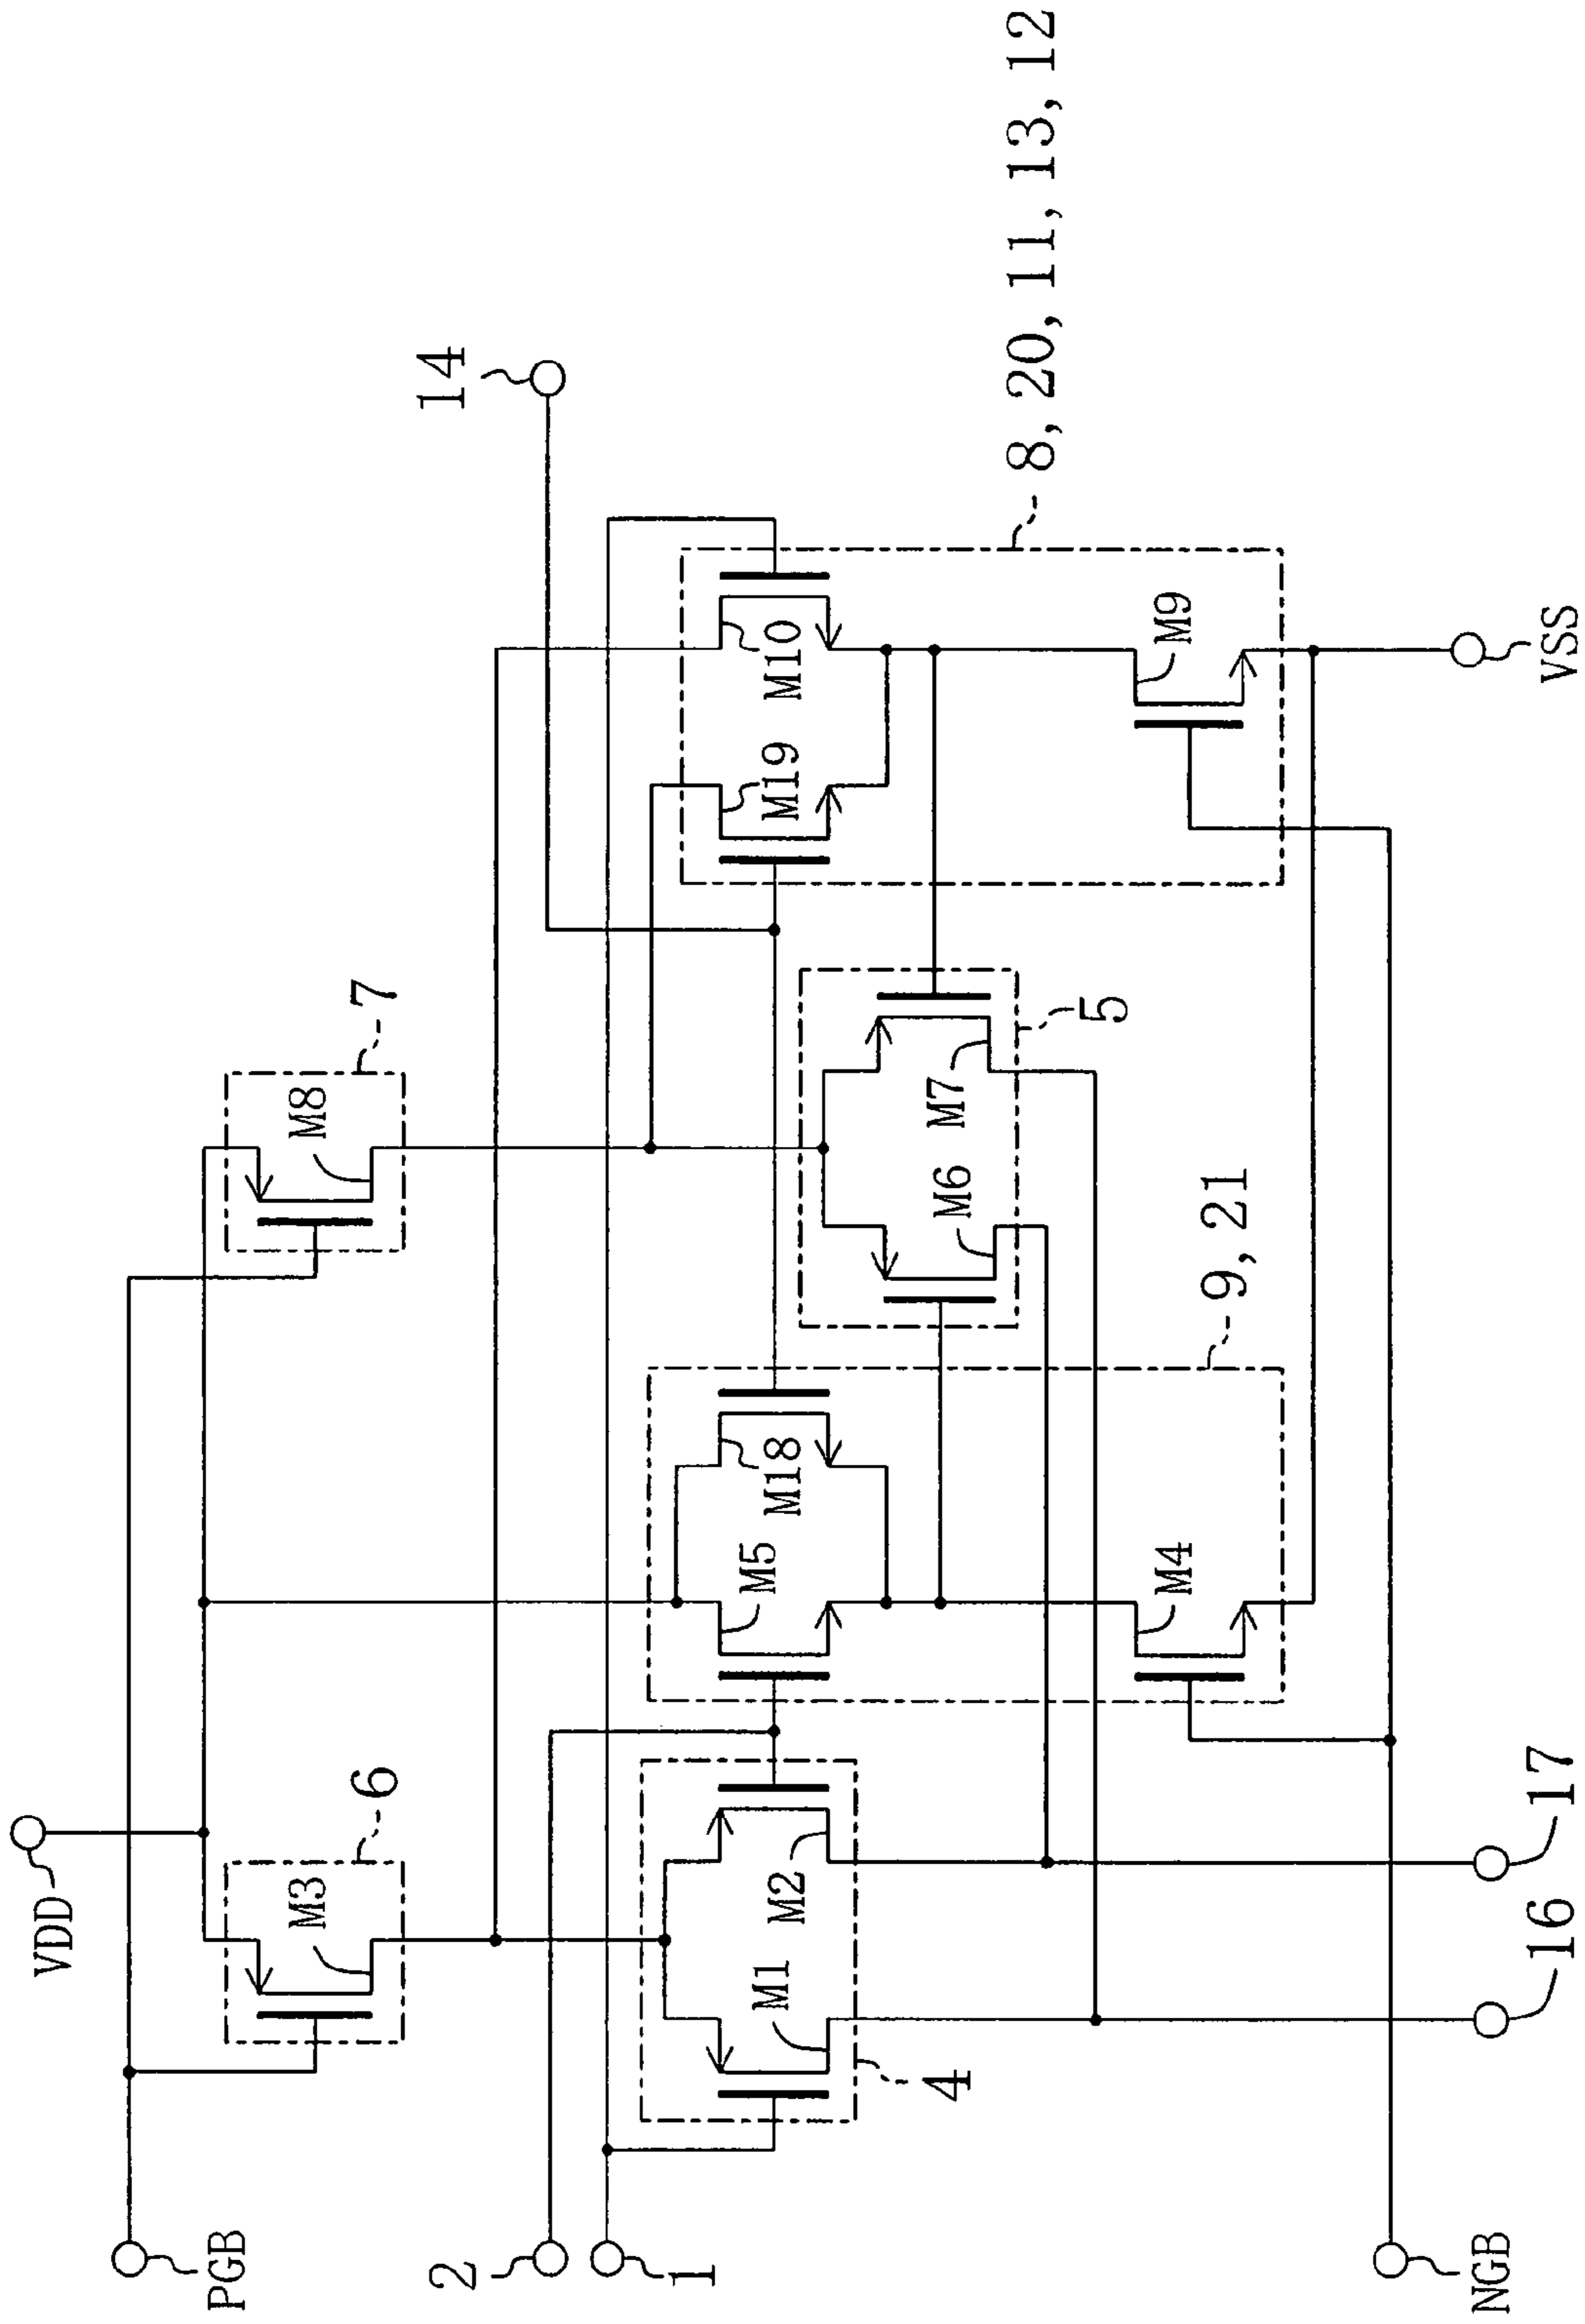 VDD
PGB
6
M3
7
M8
14
2
1
4
M1
M2
M5
M18
9, 21
M4
5
M6
M7
M19
M10
8, 20, 11, 13, 12
M9
NGB
16
17
VSS